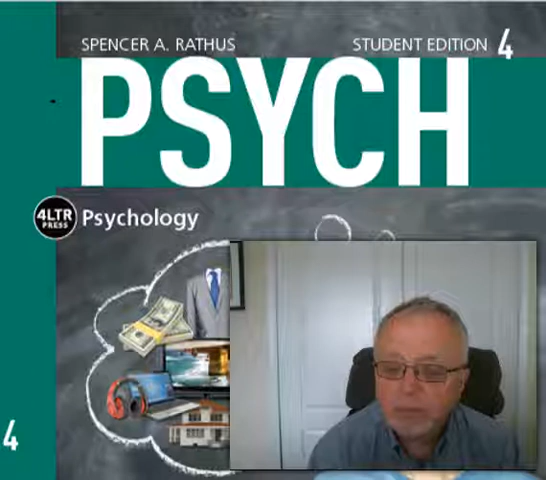 SPENCER A. RATHUS
STUDENT EDITION 4
PSYCH
4LTR
PRESS
Psychology
4